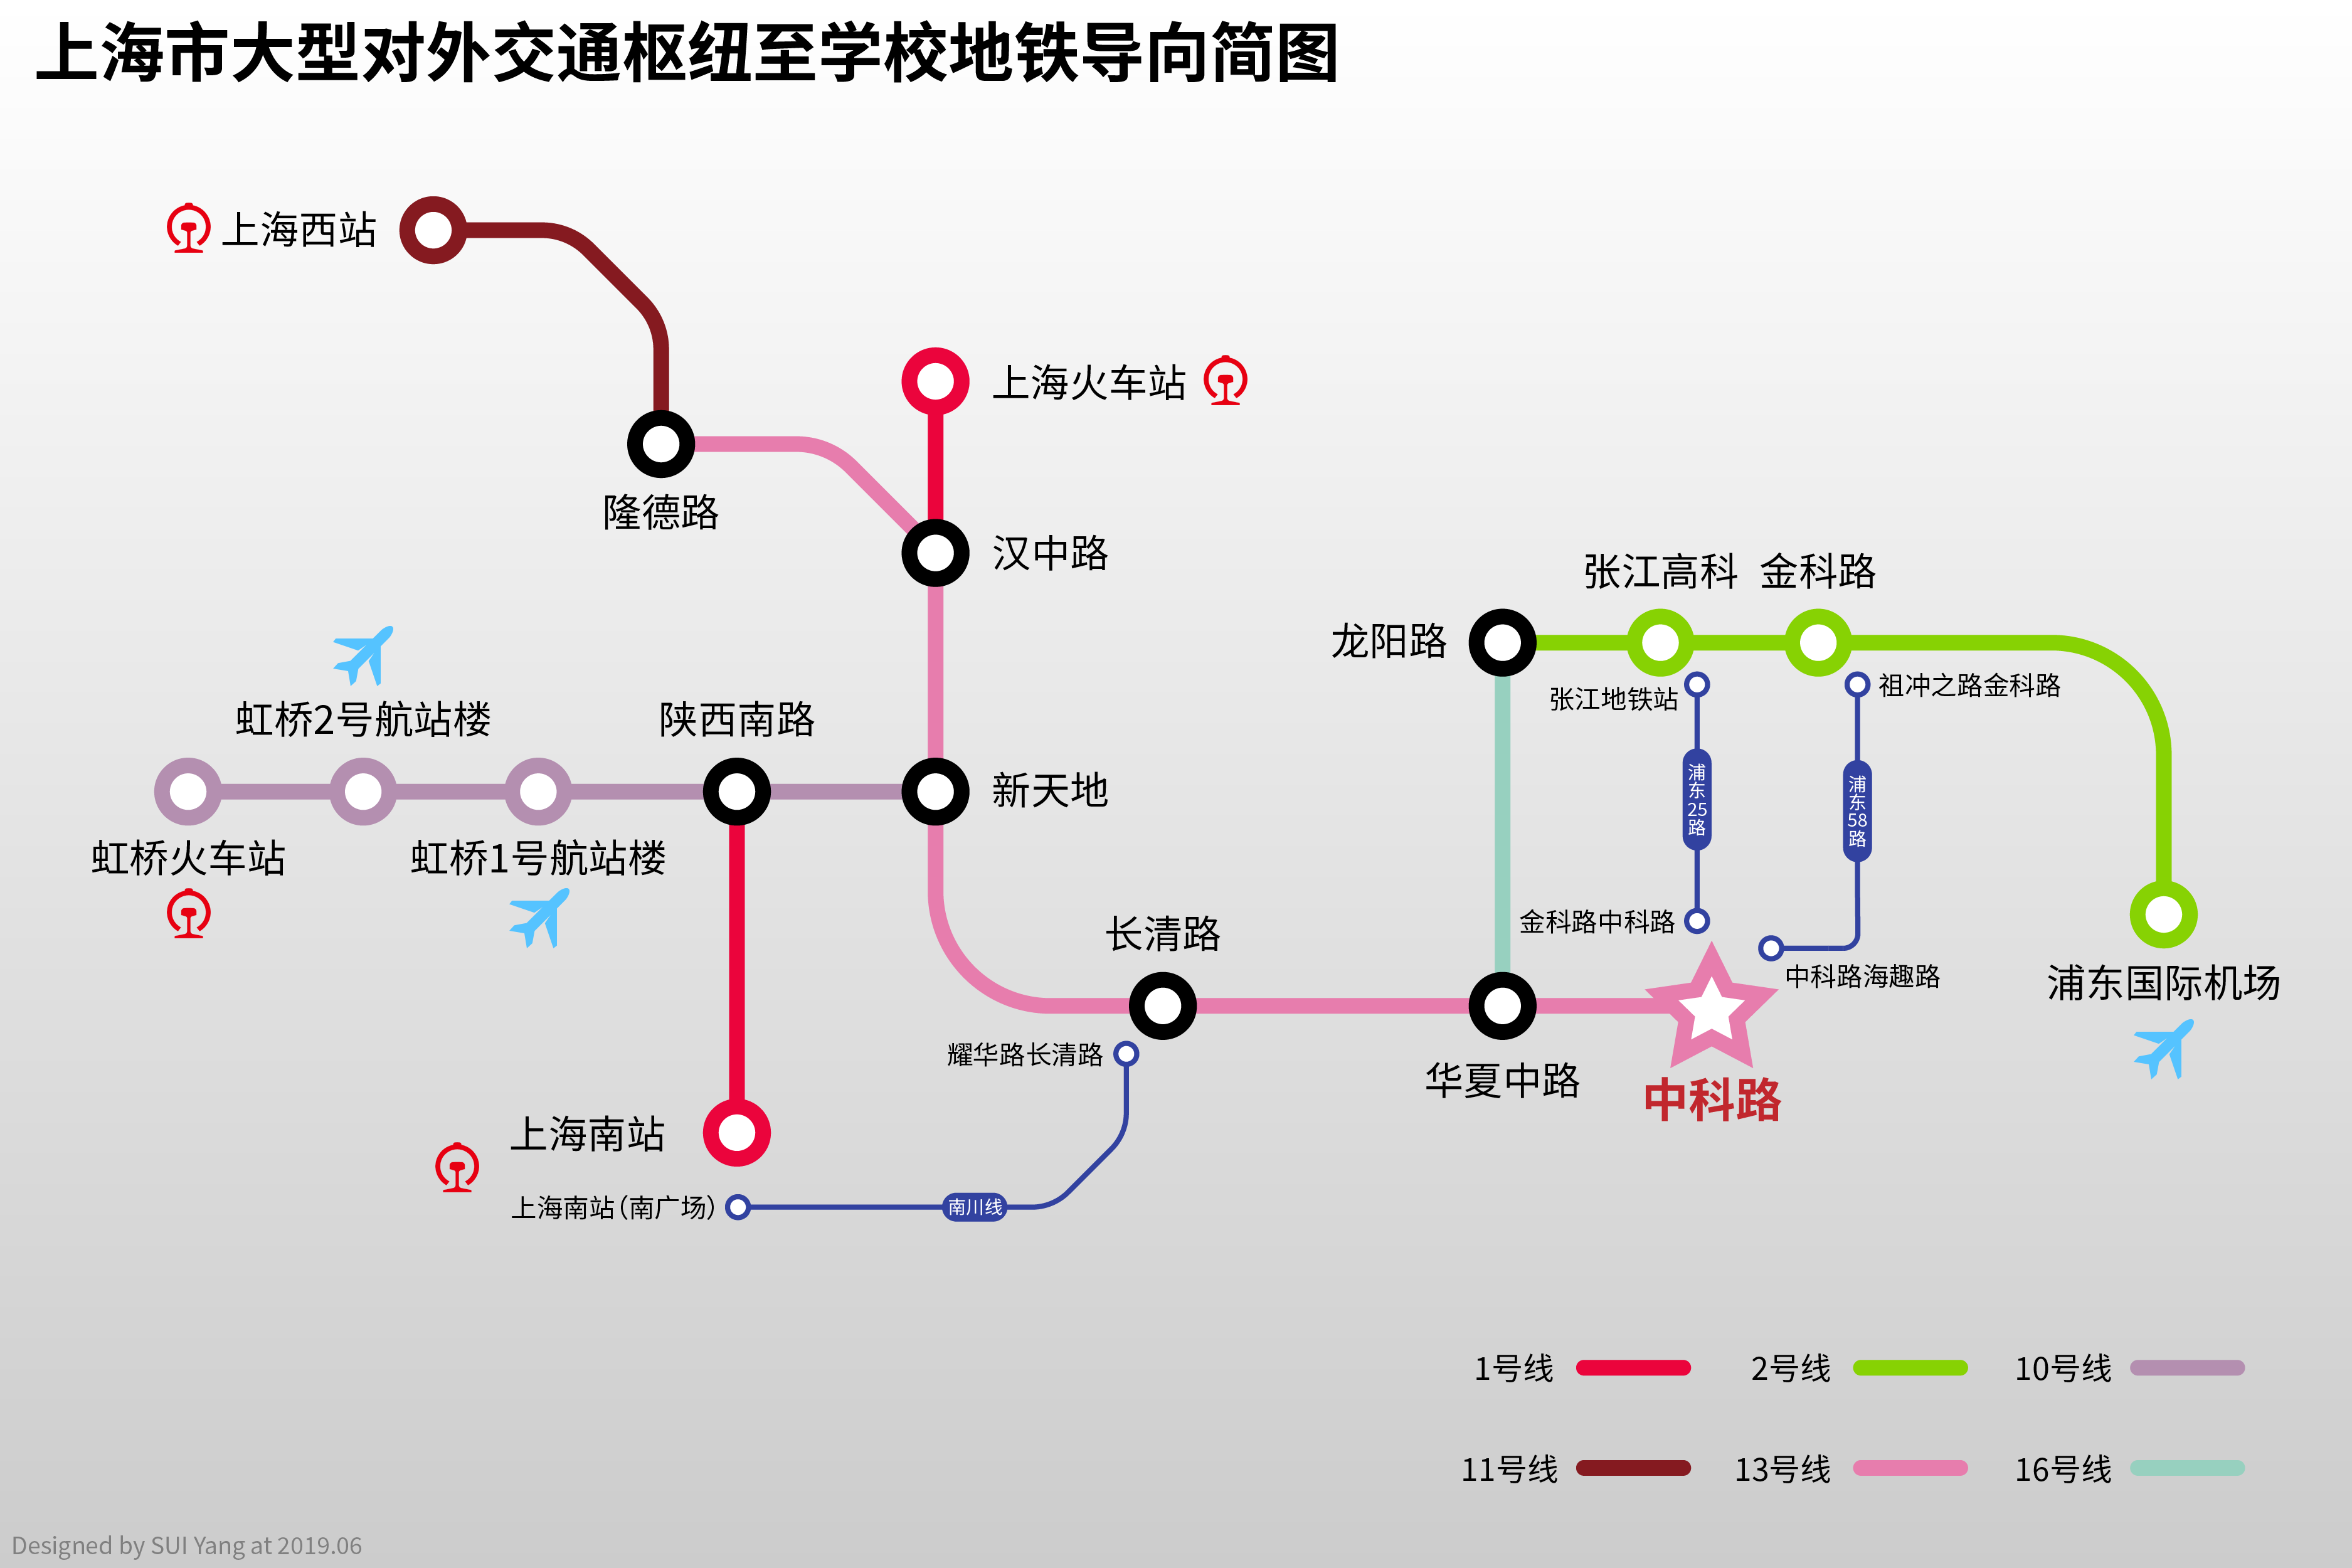 上海市大型对外交通枢纽至学校地铁导向简图
上海西站
上海火车站
隆德路
汉中路
张江高科
金科路
龙阳路
张江地铁站
祖冲之路金科路
虹桥2号航站楼
陕西南路
新天地
浦东25路
浦东58路
虹桥火车站
虹桥1号航站楼
长清路
金科路中科路
中科路海趣路
浦东国际机场
耀华路长清路
华夏中路
中科路
上海南站
上海南站(南广场)
南川线
1号线
2号线
10号线
11号线
13号线
16号线
Designed by SUI Yang at 2019.06